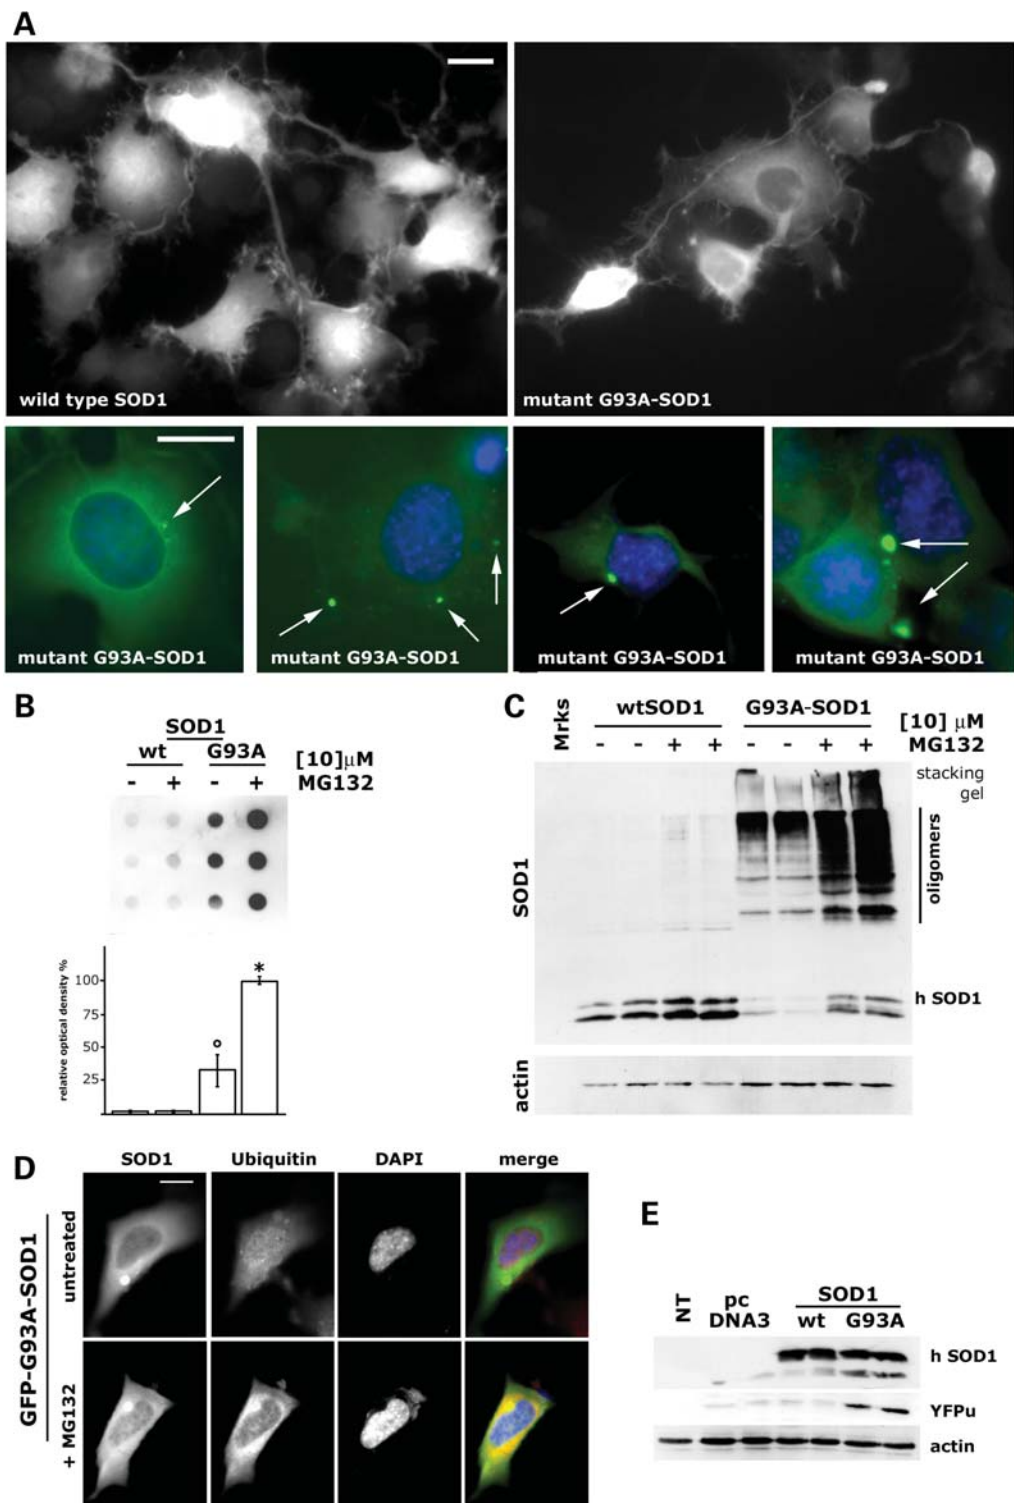 A
wild type SOD1
mutant G93A-SOD1
mutant G93A-SOD1
mutant G93A-SOD1
mutant G93A-SOD1
mutant G93A-SOD1
B
SOD1
wt G93A [10]μM
- + - + MG132
relative optical density %
100
75
50
25
*
C
Mrks wtSOD1 G93A-SOD1 [10] μM
- - + + - - + + MG132
stacking
gel
oligomers
SOD1
h SOD1
actin
D
SOD1 Ubiquitin DAPI merge
GFP-G93A-SOD1
untreated
+ MG132
E
NT pc DNA3 SOD1
wt G93A
h SOD1
YFPu
actin